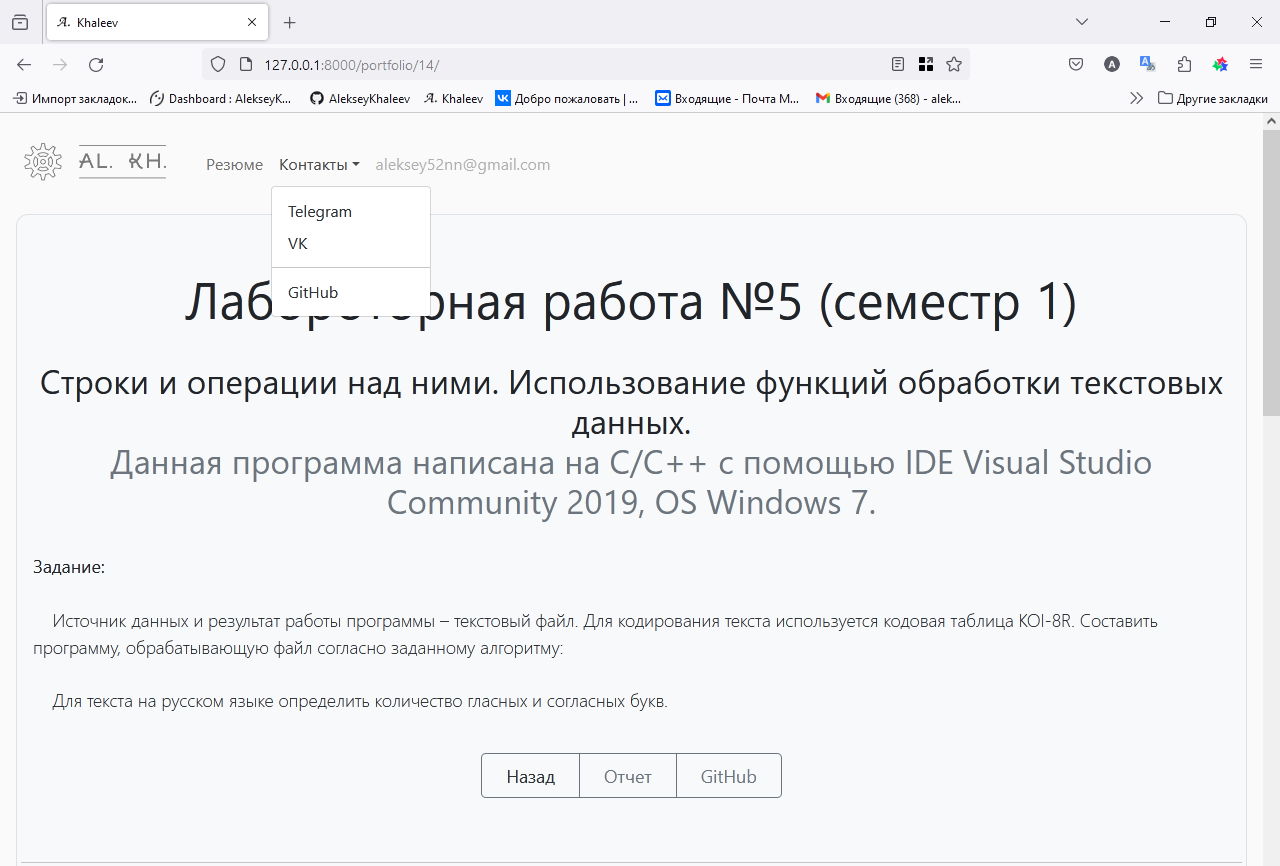 Khaleev
127.0.0.1:8000/portfolio/14/
A
Импорт закладок...
Dashboard : AlekseyK...
AlekseyKhaleev
Khaleev
Добро пожаловать | ...
Входящие - Почта М...
Входящие (368) - alek...
Другие закладки
AL. KH.
Резюме
Контакты
aleksey52nn@gmail.com
Telegram
VK
GitHub
Лабороторная работа №5 (семестр 1)
Строки и операции над ними. Использование функций обработки текстовых
данных.
Данная программа написана на C/C++ с помощью IDE Visual Studio
Community 2019, OS Windows 7.
Задание:
Источник данных и результат работы программы – текстовый файл. Для кодирования текста используется кодовая таблица KOI-8R. Составить
программу, обрабатывающую файл согласно заданному алгоритму:
Для текста на русском языке определить количество гласных и согласных букв.
Назад
Отчет
GitHub